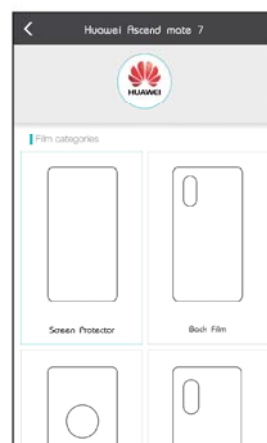 Huawei Ascend mate 7
HUAWEI
Film categories
Screen Protector
Back Film